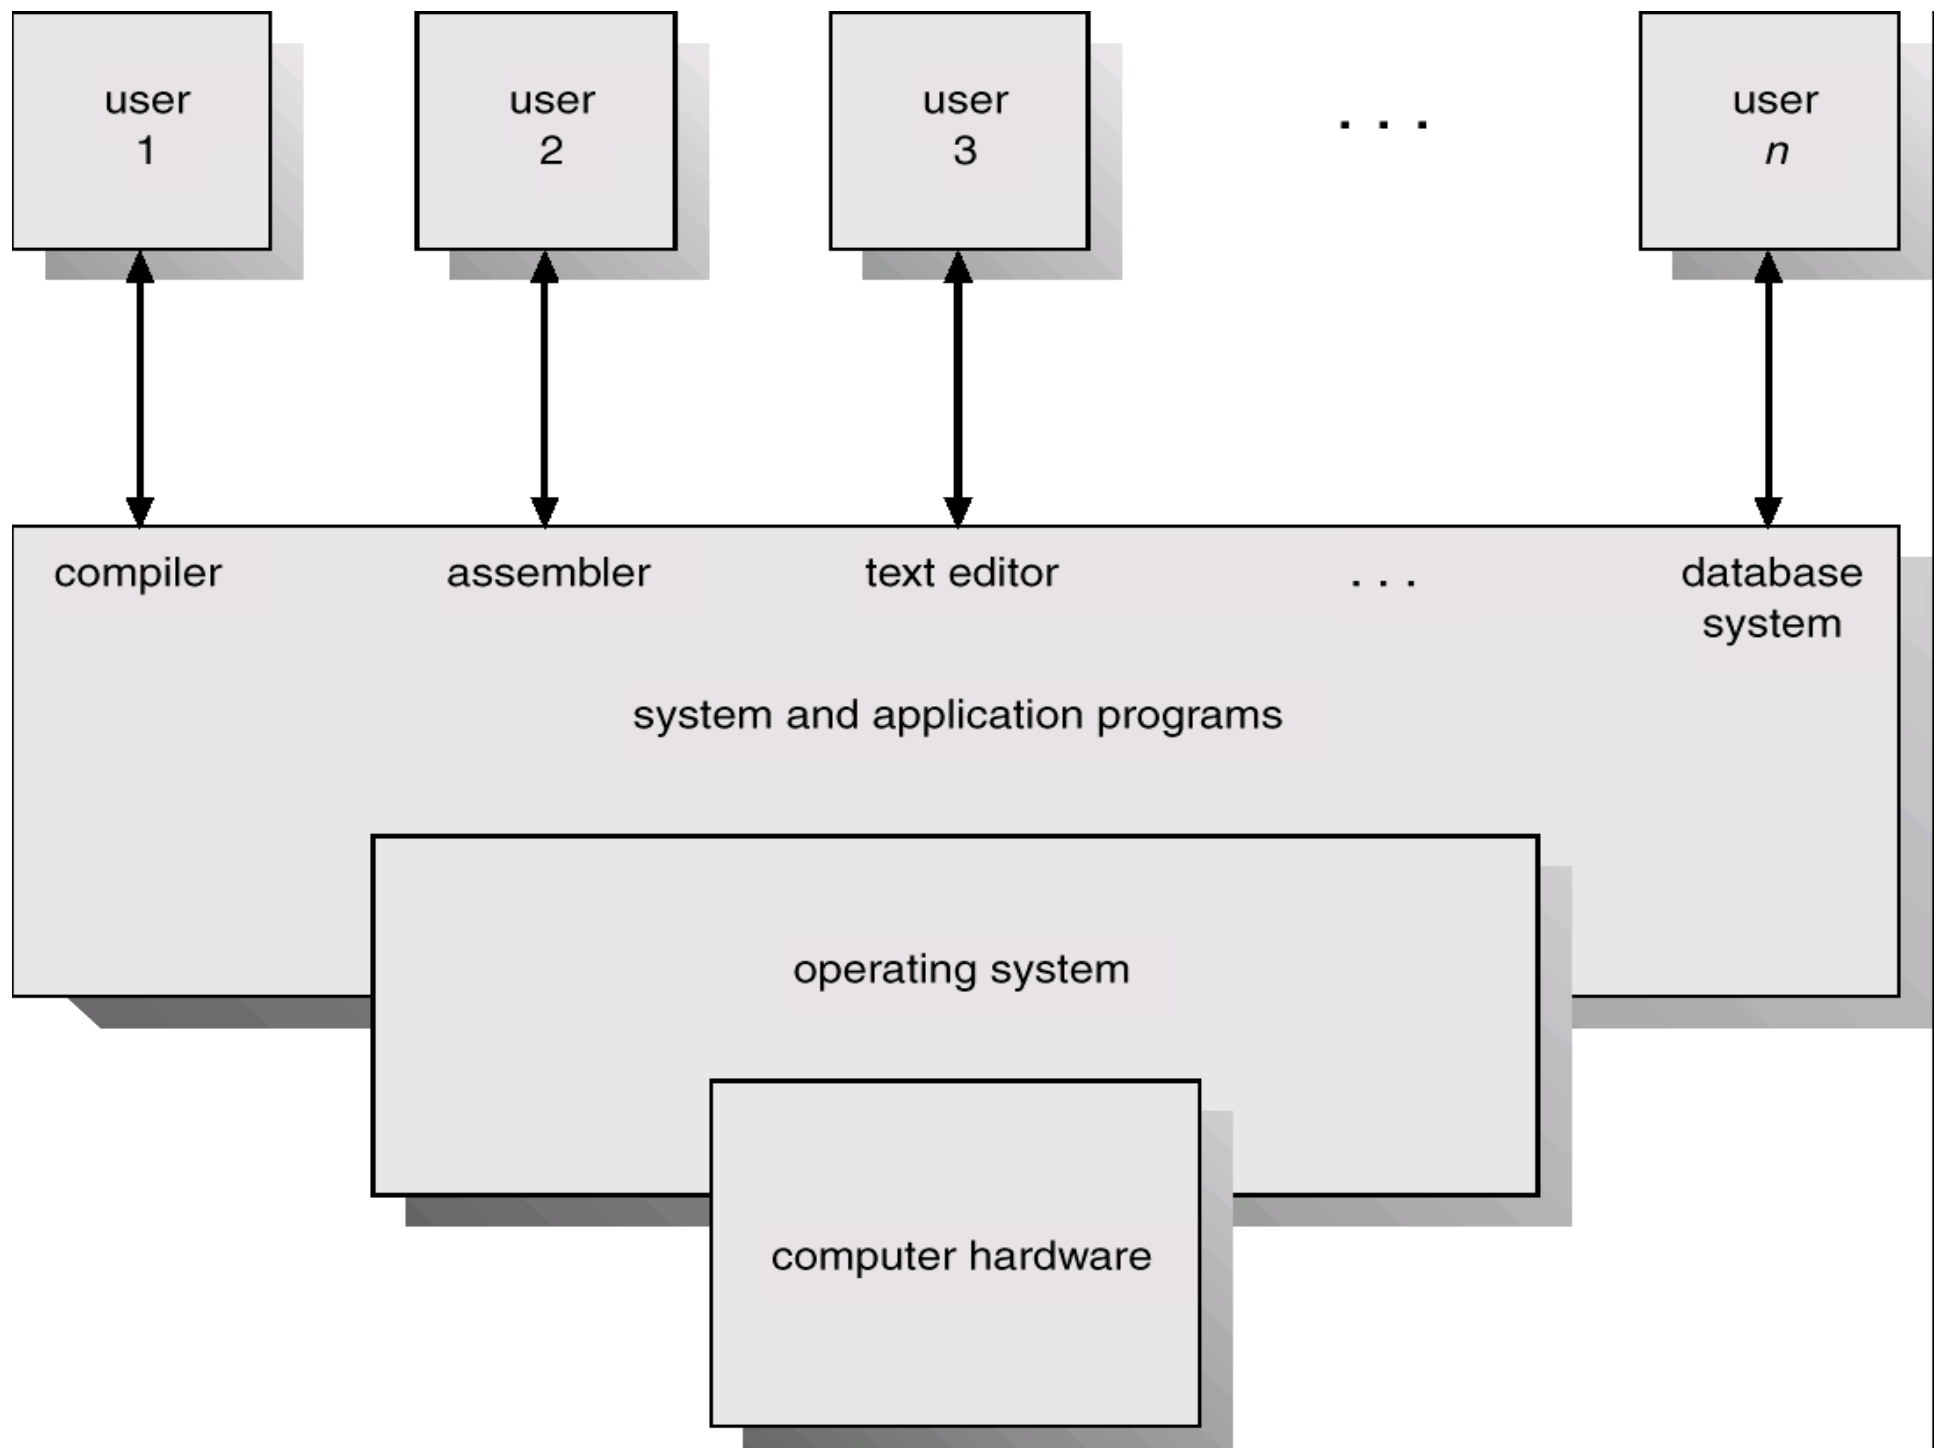 user
1
user
2
user
3
. . .
user
n
compiler
assembler
text editor
. . .
database
system
system and application programs
operating system
computer hardware